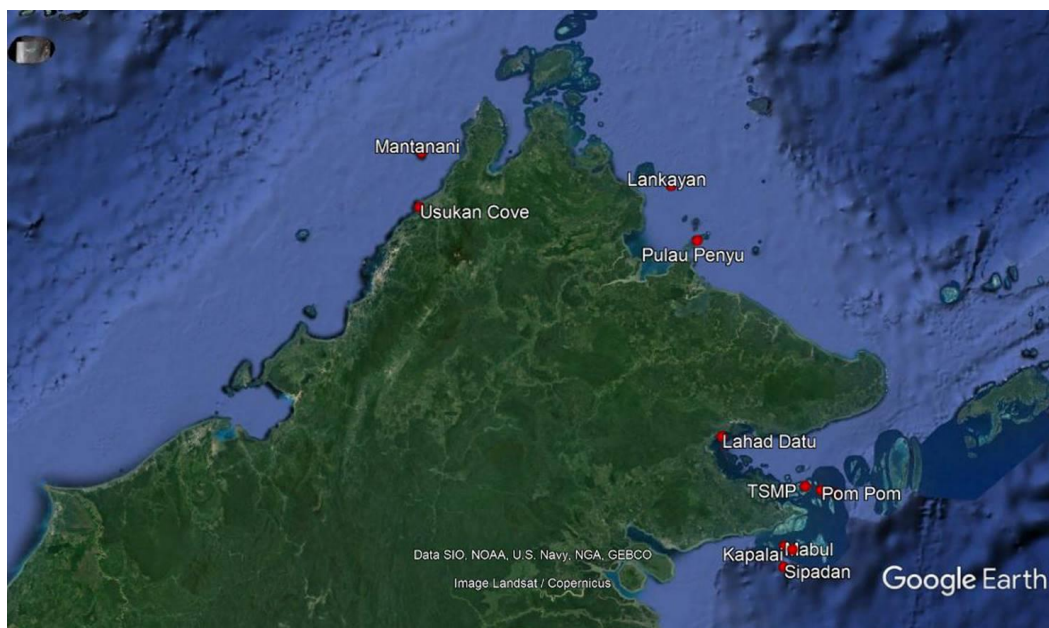 Mantanani
Lankayan
Usukan Cove
Pulau Penyu
Lahad Datu
TSMP
Pom Pom
Kapalai
Mabul
Sipadan
Data SIO, NOAA, U.S. Navy, NGA, GEBCO
Image Landsat / Copernicus
Google Earth